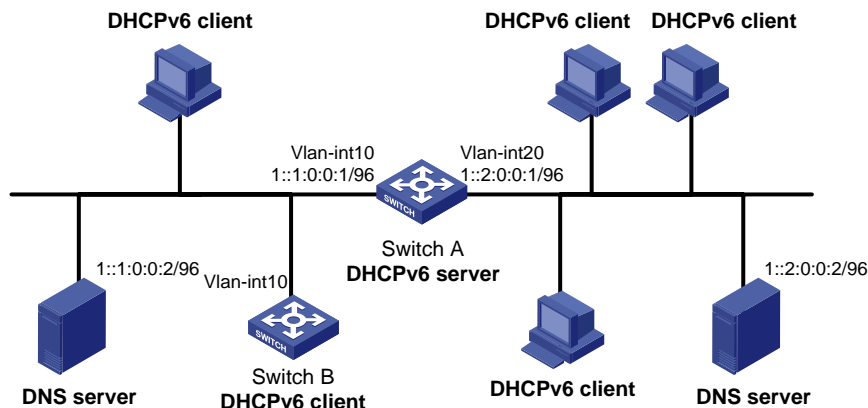 DHCPv6 client
DHCPv6 client
DHCPv6 client
Vlan-int10
1::1:0:0:1/96
Vlan-int20
1::2:0:0:1/96
SWITCH
Switch A
DHCPv6 server
1::1:0:0:2/96
Vlan-int10
1::2:0:0:2/96
SWITCH
DNS server
Switch B
DHCPv6 client
DHCPv6 client
DNS server